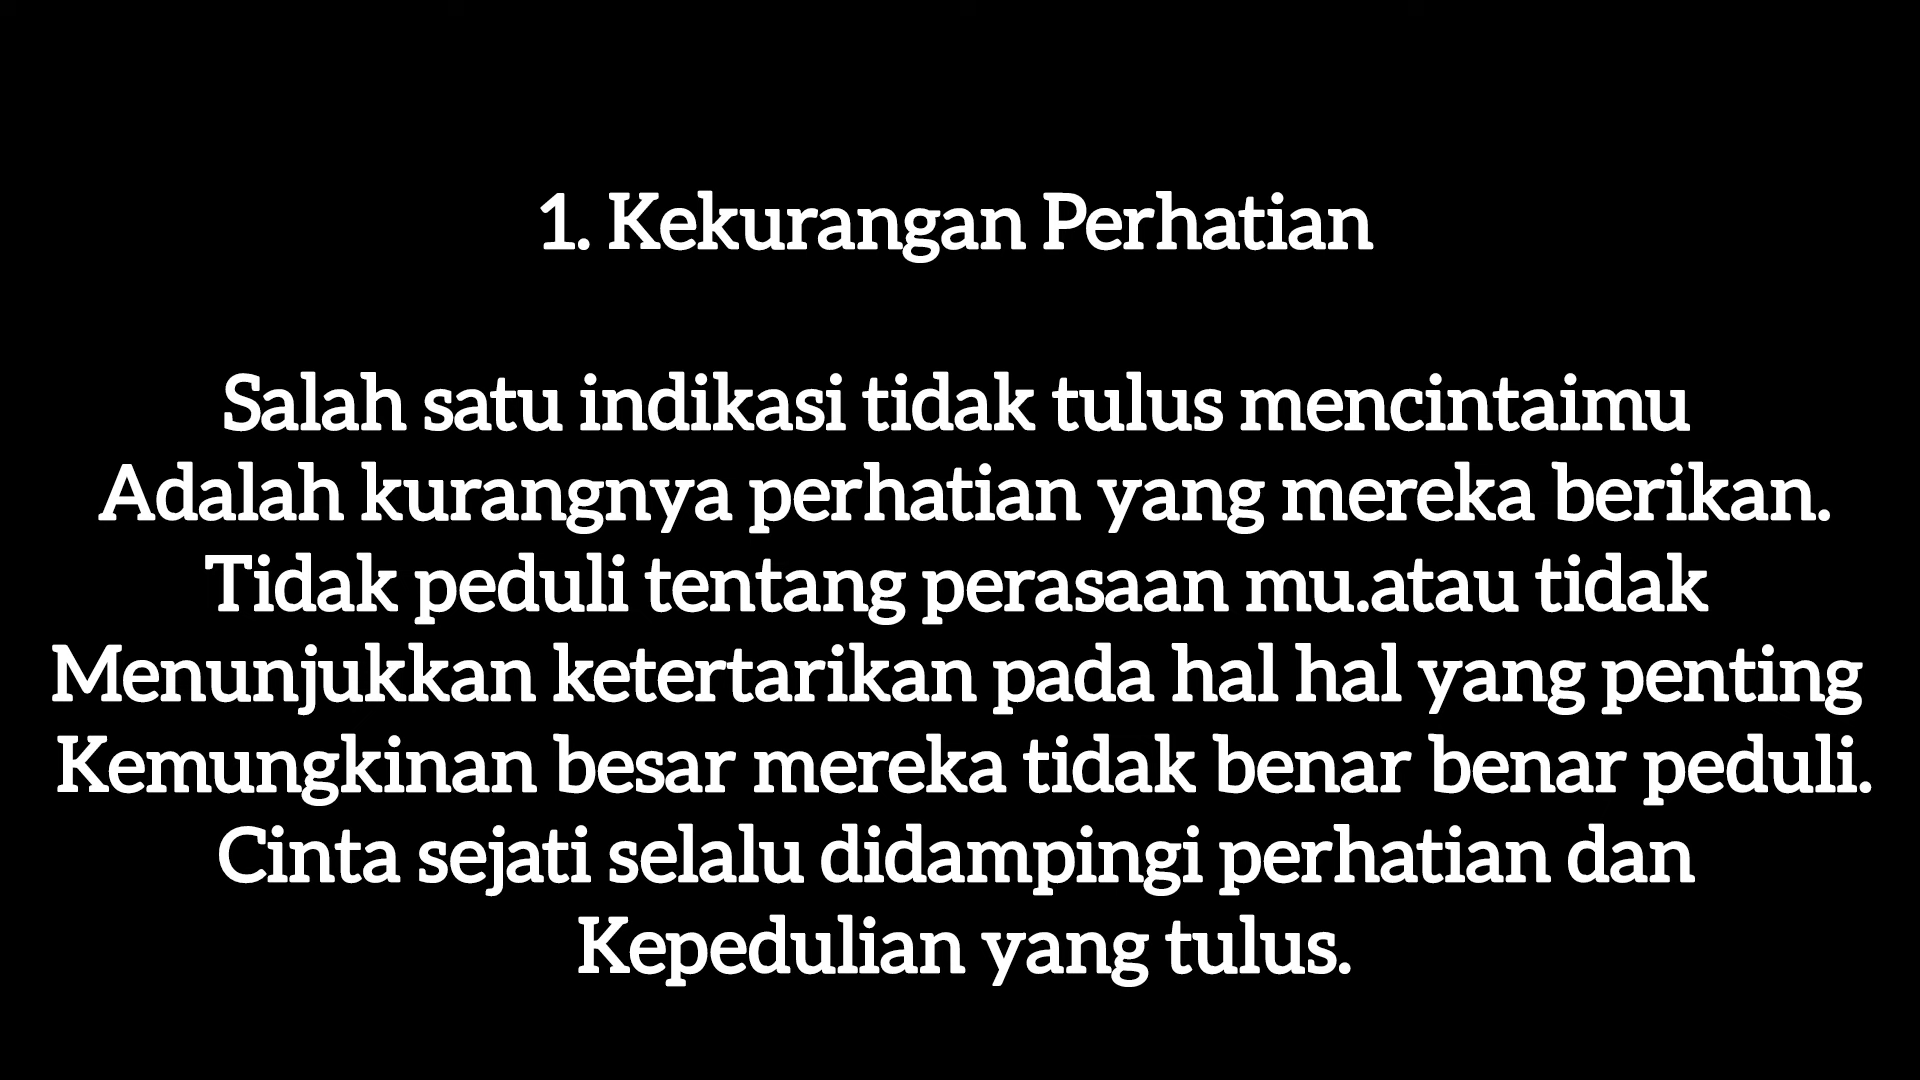 1. Kekurangan Perhatian
Salah satu indikasi tidak tulus mencintaimu
Adalah kurangnya perhatian yang mereka berikan.
Tidak peduli tentang perasaan mu.atau tidak
Menunjukkan ketertarikan pada hal hal yang penting
Kemungkinan besar mereka tidak benar benar peduli.
Cinta sejati selalu didampingi perhatian dan
Kepedulian yang tulus.